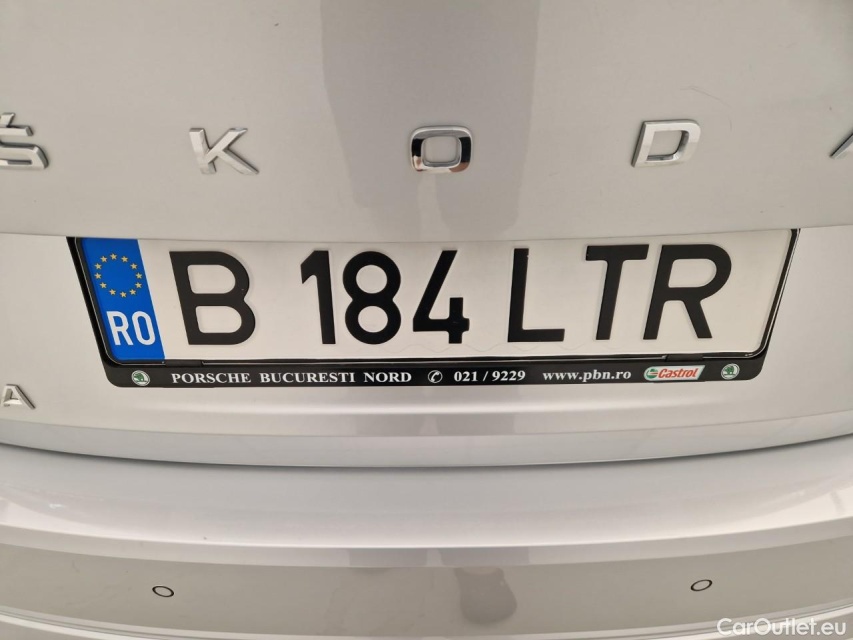 ŠKODA
RO B 184 LTR
PORSCHE BUCURESTI NORD ✆ 021 / 9229 www.pbn.ro Castrol
A
CarOutlet.eu